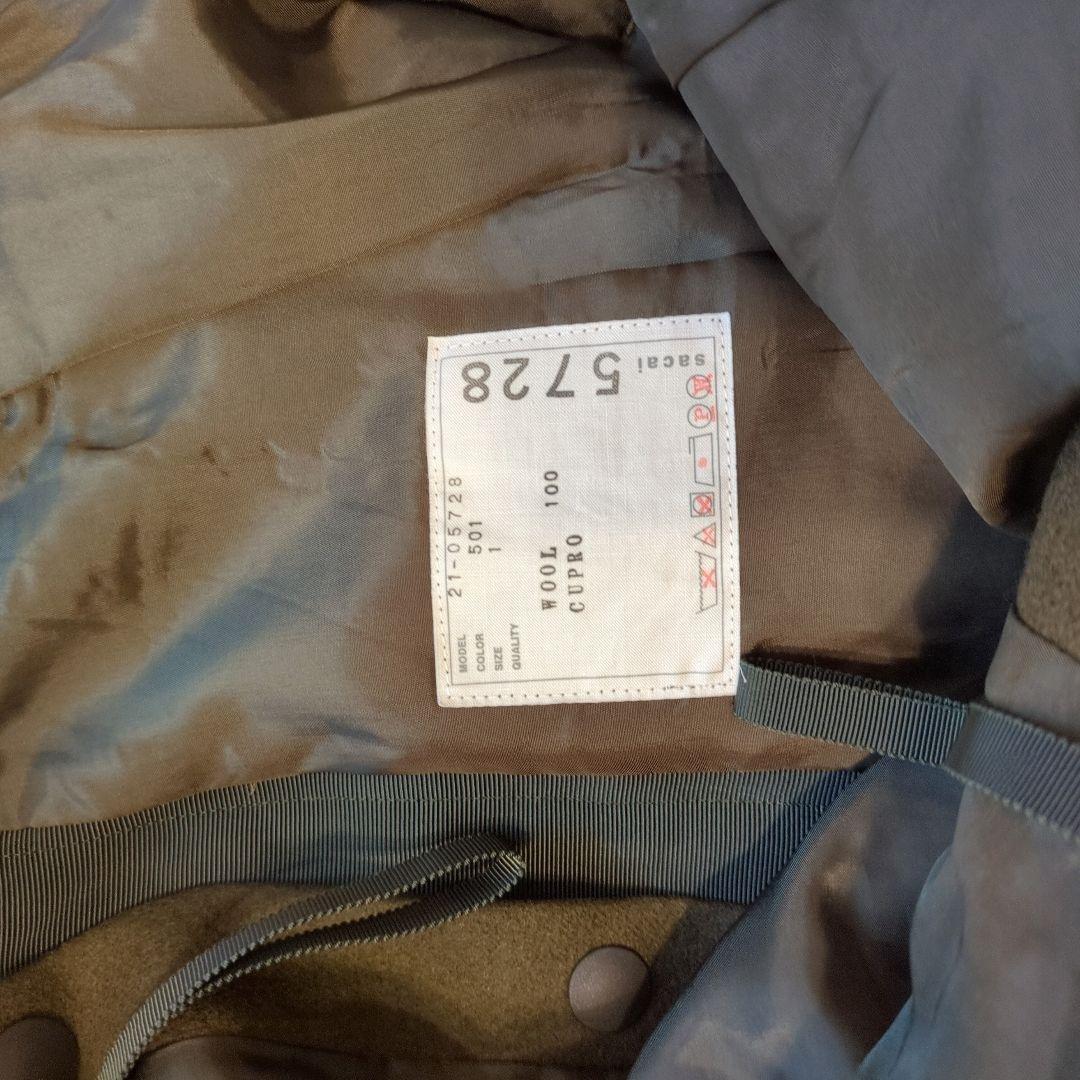 MODEL 21-05728
COLOR 501
SIZE 1
QUALITY
WOOL 100
CUPRO
P
W
sacai
5728